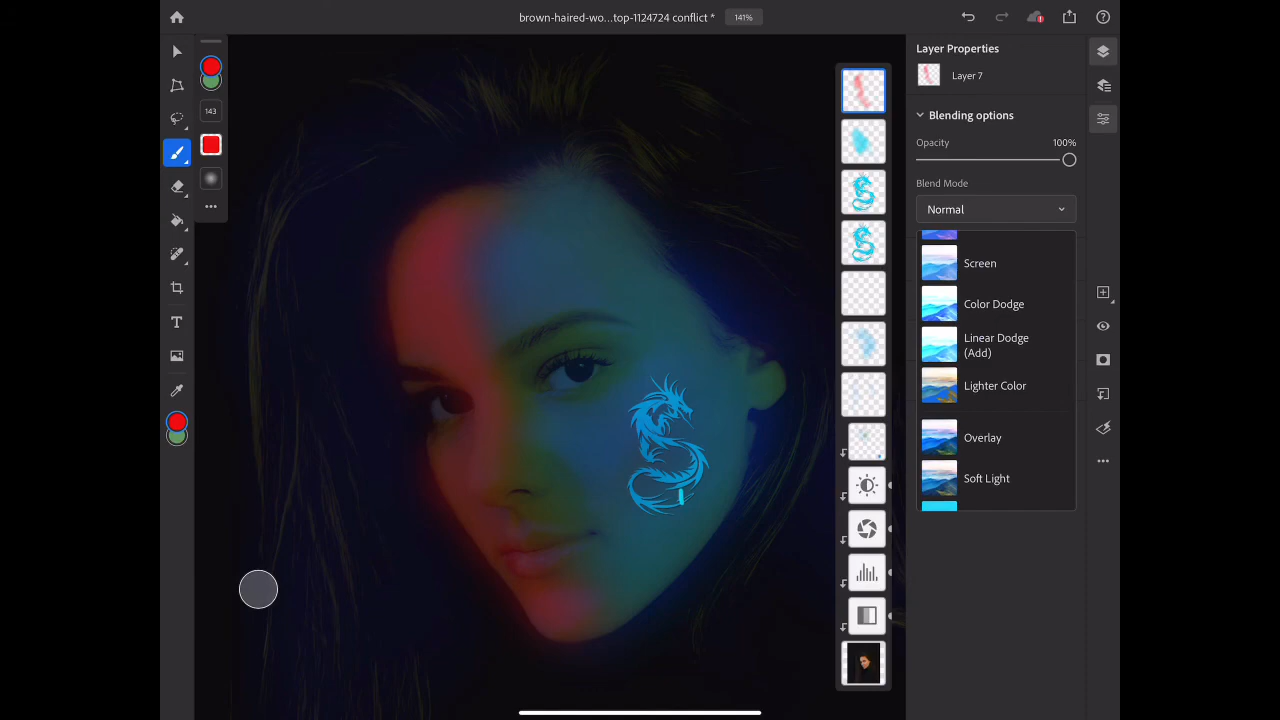 brown-haired-wo...top-1124724 conflict *
141%
143
Layer Properties
Layer 7
Blending options
Opacity
100%
Blend Mode
Normal
Screen
Color Dodge
Linear Dodge
(Add)
Lighter Color
Overlay
Soft Light